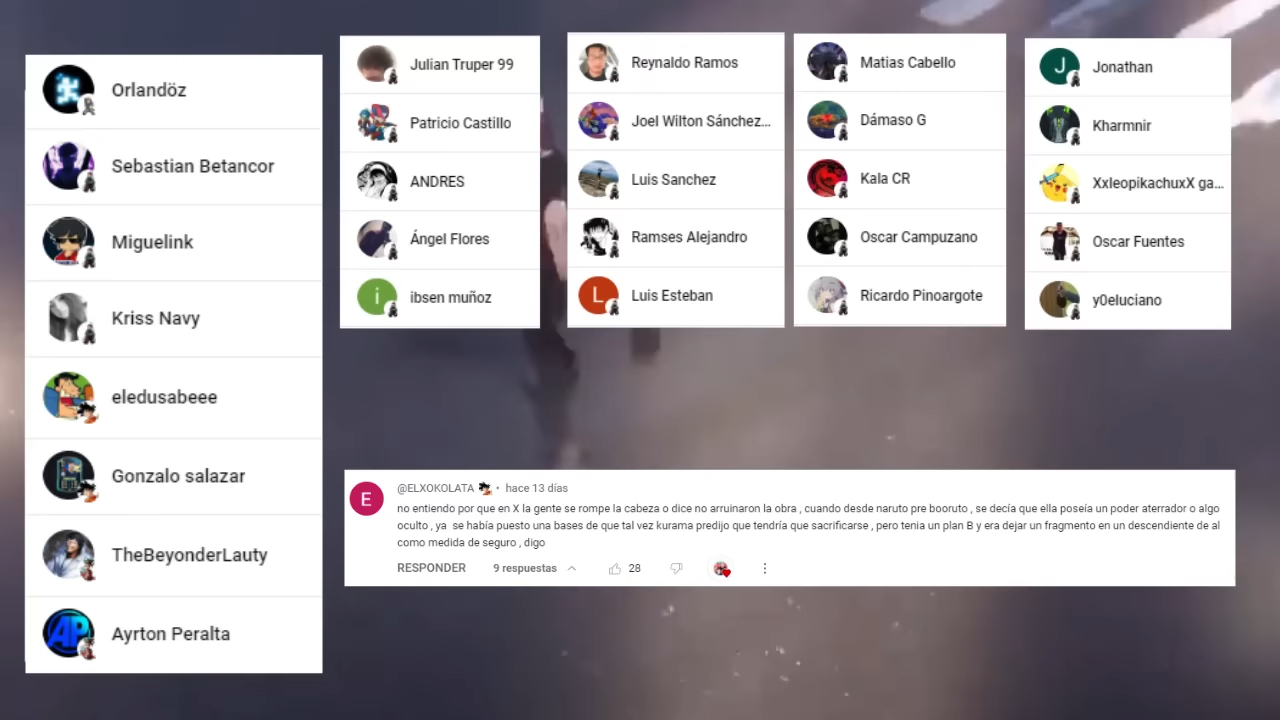 Orlandöz
Sebastian Betancor
Miguelink
Kriss Navy
eledusabeee
Gonzalo salazar
TheBeyonderLauty
AP
Ayrton Peralta
Julian Truper 99
Patricio Castillo
ANDRES
Ángel Flores
i
ibsen muñoz
Reynaldo Ramos
Joel Wilton Sánchez...
Luis Sanchez
Ramses Alejandro
L
Luis Esteban
Matias Cabello
Dámaso G
Kala CR
Oscar Campuzano
Ricardo Pinoargote
J
Jonathan
Kharmnir
XxleopikachuxX ga...
Oscar Fuentes
y0eluciano
E
@ELXOKOLATA • hace 13 días
no entiendo por que en X la gente se rompe la cabeza o dice no arruinaron la obra , cuando desde naruto pre booruto , se decía que ella poseía un poder aterrador o algo
oculto , ya se había puesto una bases de que tal vez kurama predijo que tendría que sacrificarse , pero tenia un plan B y era dejar un fragmento en un descendiente de al
como medida de seguro , digo
RESPONDER 9 respuestas 28